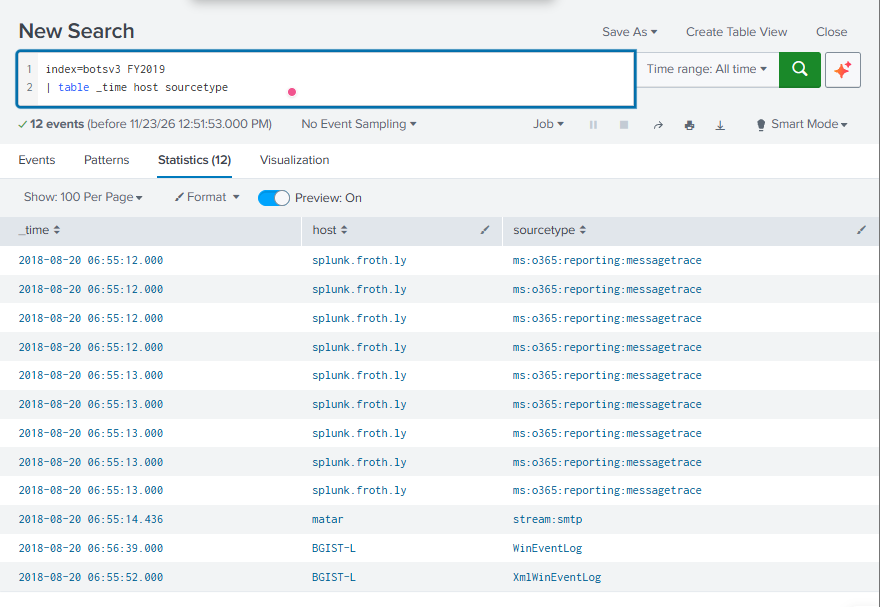 New Search
Save As Create Table View Close
1 index=botsv3 FY2019
2 | table _time host sourcetype
Time range: All time
12 events (before 11/23/26 12:51:53.000 PM) No Event Sampling Job Smart Mode
Events Patterns Statistics (12) Visualization
Show: 100 Per Page Format Preview: On
_time host sourcetype
2018-08-20 06:55:12.000 splunk.froth.ly ms:o365:reporting:messagetrace
2018-08-20 06:55:12.000 splunk.froth.ly ms:o365:reporting:messagetrace
2018-08-20 06:55:12.000 splunk.froth.ly ms:o365:reporting:messagetrace
2018-08-20 06:55:12.000 splunk.froth.ly ms:o365:reporting:messagetrace
2018-08-20 06:55:13.000 splunk.froth.ly ms:o365:reporting:messagetrace
2018-08-20 06:55:13.000 splunk.froth.ly ms:o365:reporting:messagetrace
2018-08-20 06:55:13.000 splunk.froth.ly ms:o365:reporting:messagetrace
2018-08-20 06:55:13.000 splunk.froth.ly ms:o365:reporting:messagetrace
2018-08-20 06:55:13.000 splunk.froth.ly ms:o365:reporting:messagetrace
2018-08-20 06:55:14.436 matar stream:smtp
2018-08-20 06:56:39.000 BGIST-L WinEventLog
2018-08-20 06:55:52.000 BGIST-L XmlWinEventLog